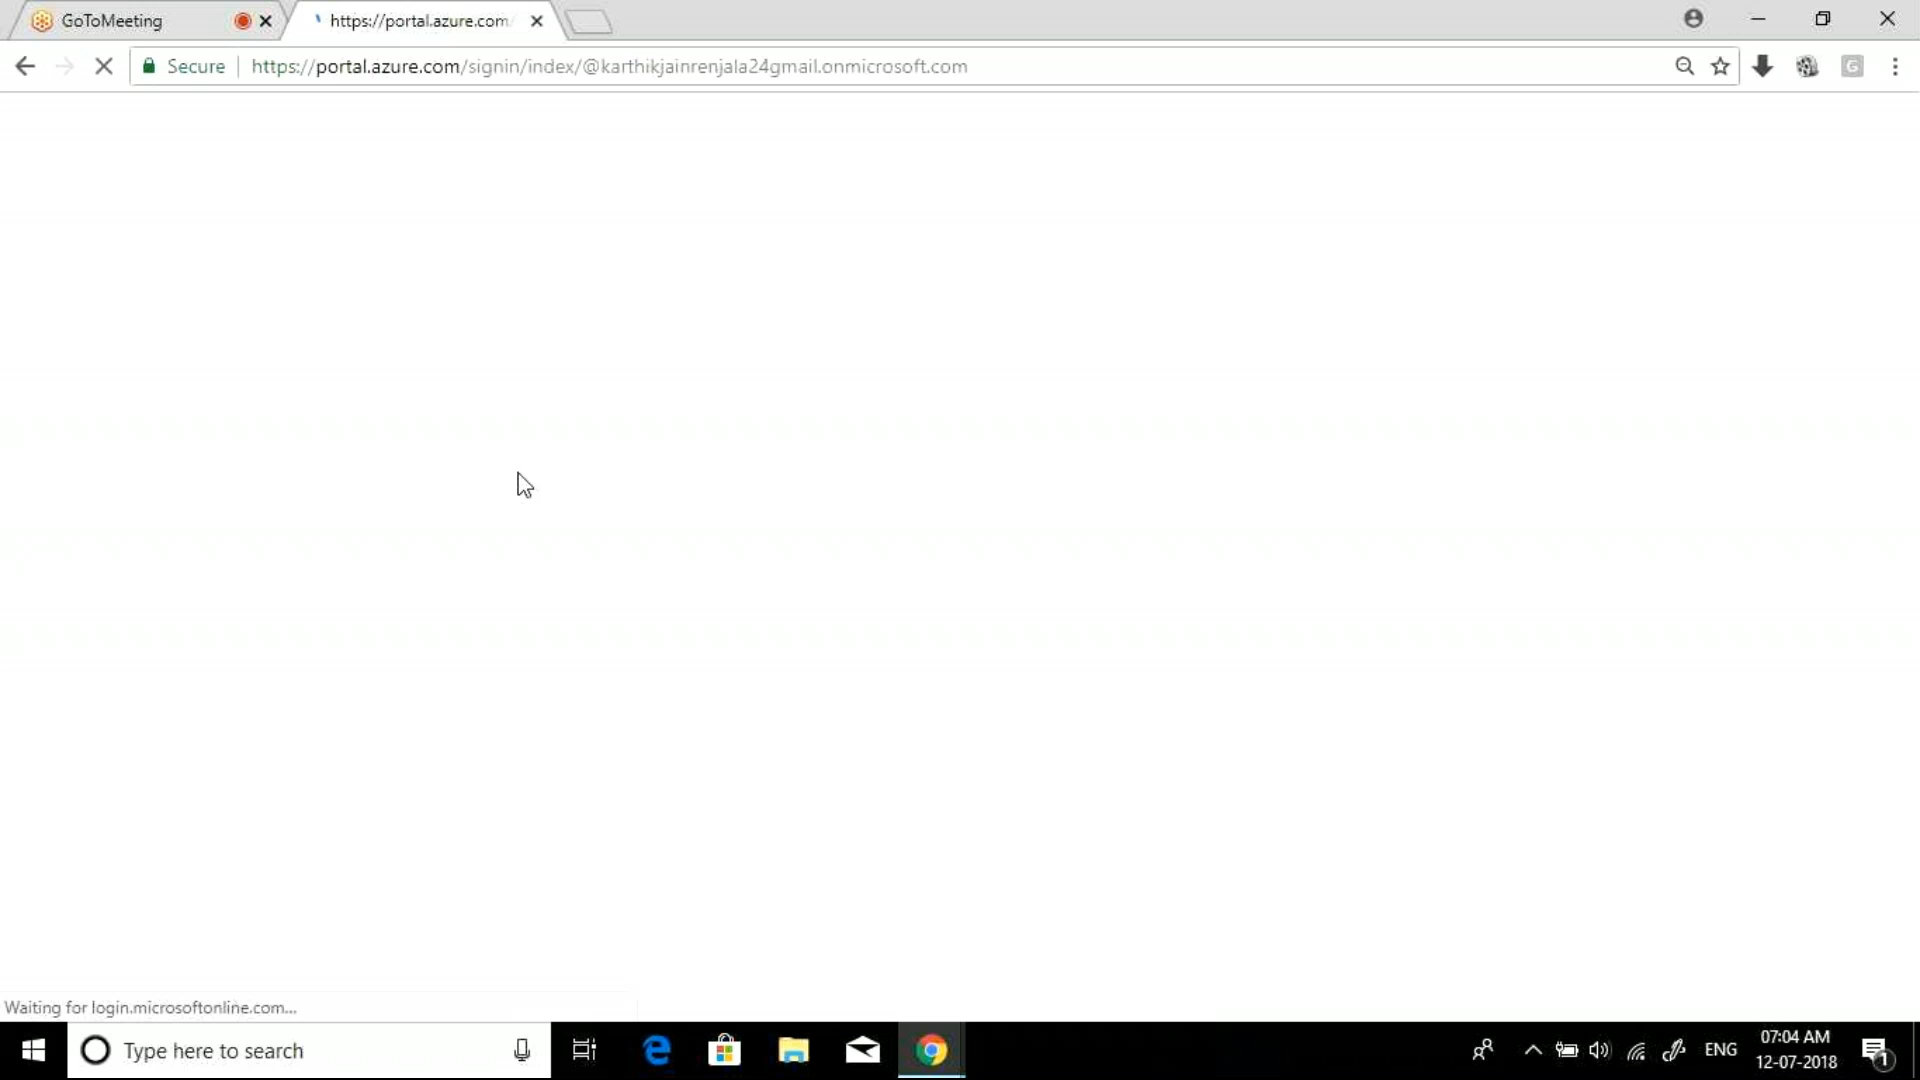 GoToMeeting
https://portal.azure.com
Secure
https://portal.azure.com/signin/index/@karthikjainrenjala24gmail.onmicrosoft.com
G
Waiting for login.microsoftonline.com...
Type here to search
ENG
07:04 AM
12-07-2018
1